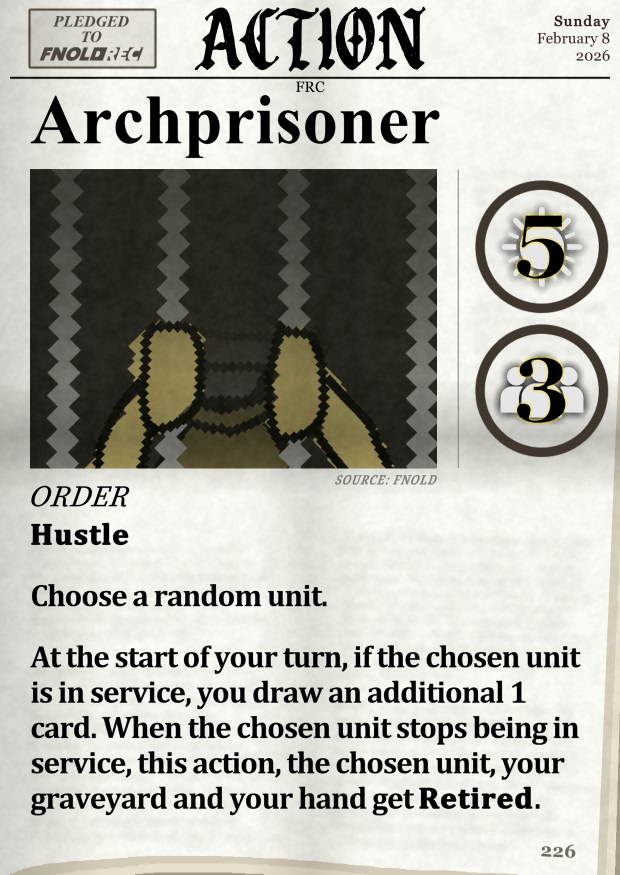 PLEDGED
TO
FNOLD REC
ACTION
Sunday
February 8
2026
FRC
Archprisoner
5
3
SOURCE: FNOLD
ORDER
Hustle
Choose a random unit.
At the start of your turn, if the chosen unit
is in service, you draw an additional 1
card. When the chosen unit stops being in
service, this action, the chosen unit, your
graveyard and your hand get Retired.
226